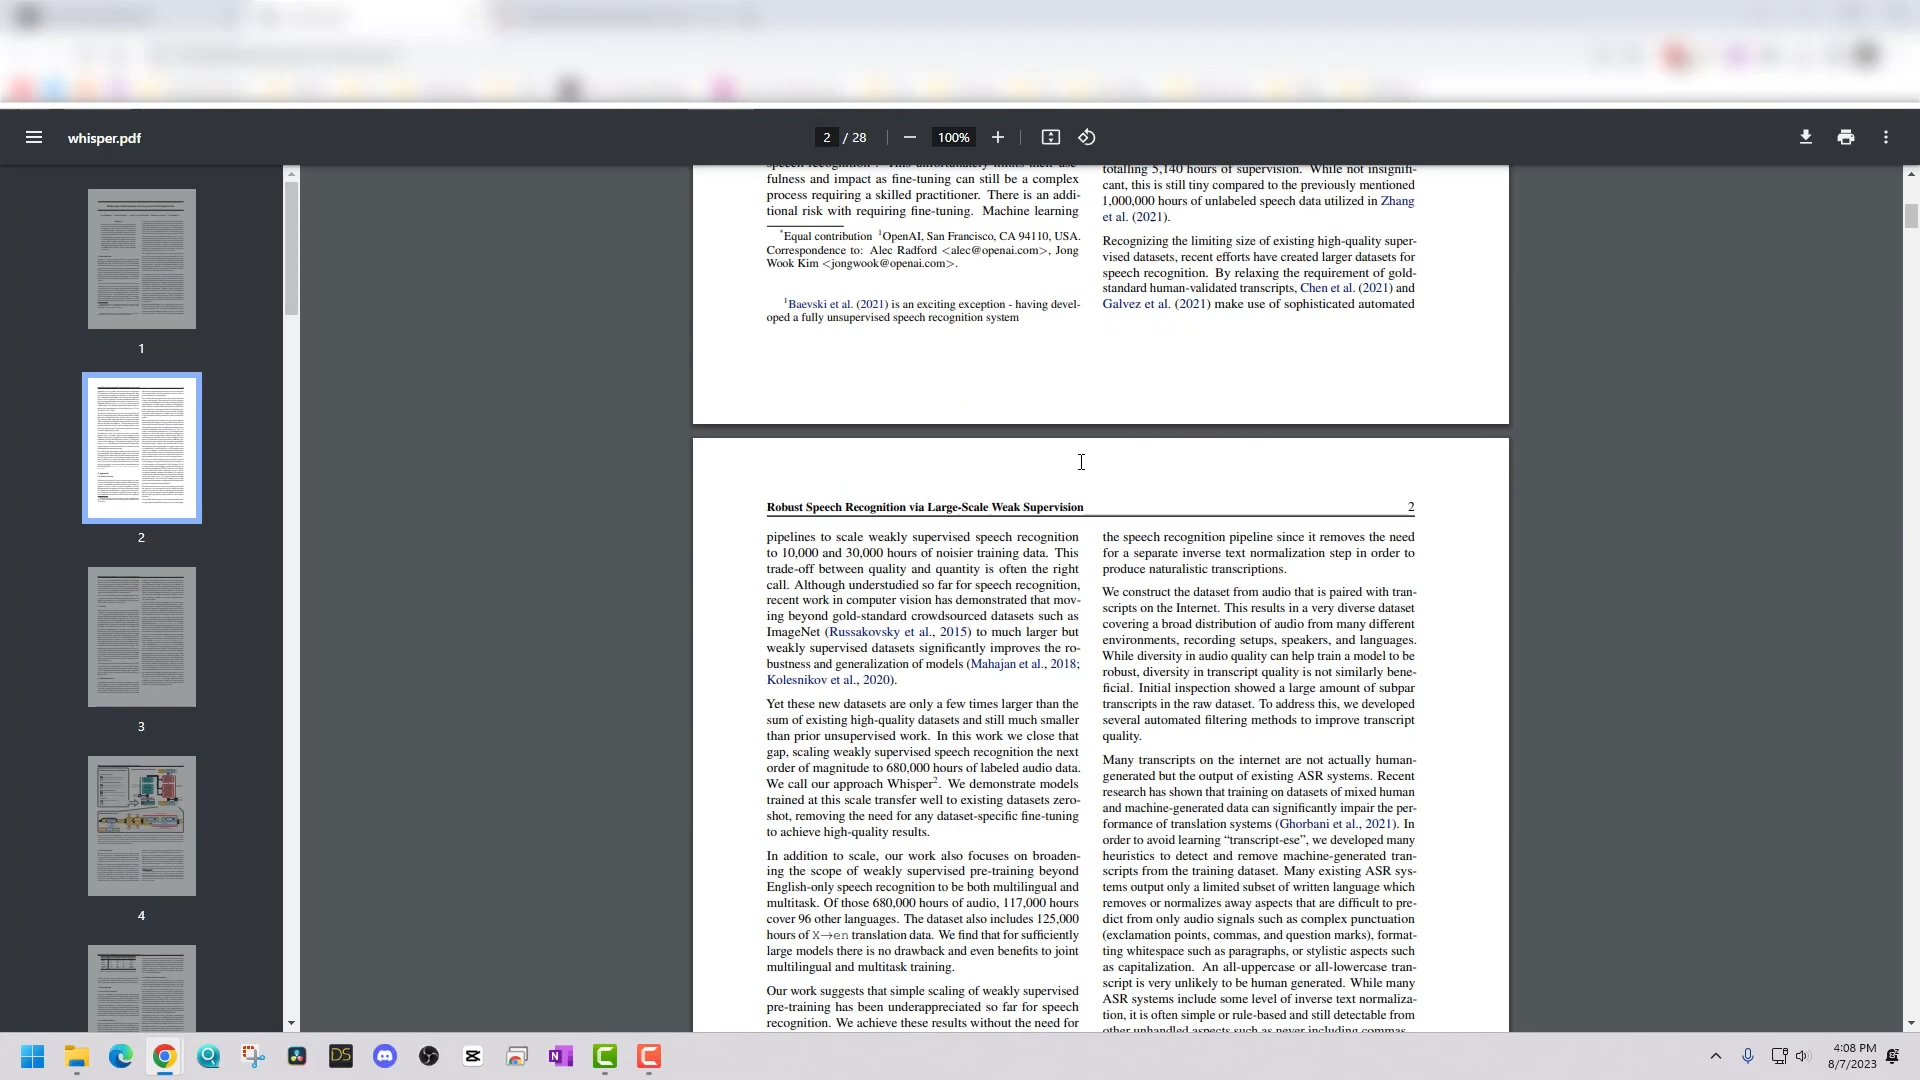 whisper.pdf
2 / 28
100%
1
2
3
4
fulness and impact as fine-tuning can still be a complex
process requiring a skilled practitioner. There is an addi-
tional risk with requiring fine-tuning. Machine learning
*Equal contribution 1OpenAI, San Francisco, CA 94110, USA.
Correspondence to: Alec Radford <alec@openai.com>, Jong
Wook Kim <jongwook@openai.com>.
1Baevski et al. (2021) is an exciting exception - having devel-
oped a fully unsupervised speech recognition system
totalling 5,140 hours of supervision. While not insignifi-
cant, this is still tiny compared to the previously mentioned
1,000,000 hours of unlabeled speech data utilized in Zhang
et al. (2021).
Recognizing the limiting size of existing high-quality super-
vised datasets, recent efforts have created larger datasets for
speech recognition. By relaxing the requirement of gold-
standard human-validated transcripts, Chen et al. (2021) and
Galvez et al. (2021) make use of sophisticated automated
Robust Speech Recognition via Large-Scale Weak Supervision 2
pipelines to scale weakly supervised speech recognition
to 10,000 and 30,000 hours of noisier training data. This
trade-off between quality and quantity is often the right
call. Although understudied so far for speech recognition,
recent work in computer vision has demonstrated that mov-
ing beyond gold-standard crowdsourced datasets such as
ImageNet (Russakovsky et al., 2015) to much larger but
weakly supervised datasets significantly improves the ro-
bustness and generalization of models (Mahajan et al., 2018;
Kolesnikov et al., 2020).
Yet these new datasets are only a few times larger than the
sum of existing high-quality datasets and still much smaller
than prior unsupervised work. In this work we close that
gap, scaling weakly supervised speech recognition the next
order of magnitude to 680,000 hours of labeled audio data.
We call our approach Whisper2. We demonstrate models
trained at this scale transfer well to existing datasets zero-
shot, removing the need for any dataset-specific fine-tuning
to achieve high-quality results.
In addition to scale, our work also focuses on broaden-
ing the scope of weakly supervised pre-training beyond
English-only speech recognition to be both multilingual and
multitask. Of those 680,000 hours of audio, 117,000 hours
cover 96 other languages. The dataset also includes 125,000
hours of X→en translation data. We find that for sufficiently
large models there is no drawback and even benefits to joint
multilingual and multitask training.
Our work suggests that simple scaling of weakly supervised
pre-training has been underappreciated so far for speech
recognition. We achieve these results without the need for
the speech recognition pipeline since it removes the need
for a separate inverse text normalization step in order to
produce naturalistic transcriptions.
We construct the dataset from audio that is paired with tran-
scripts on the Internet. This results in a very diverse dataset
covering a broad distribution of audio from many different
environments, recording setups, speakers, and languages.
While diversity in audio quality can help train a model to be
robust, diversity in transcript quality is not similarly bene-
ficial. Initial inspection showed a large amount of subpar
transcripts in the raw dataset. To address this, we developed
several automated filtering methods to improve transcript
quality.
Many transcripts on the internet are not actually human-
generated but the output of existing ASR systems. Recent
research has shown that training on datasets of mixed human
and machine-generated data can significantly impair the per-
formance of translation systems (Ghorbani et al., 2021). In
order to avoid learning “transcript-ese”, we developed many
heuristics to detect and remove machine-generated tran-
scripts from the training dataset. Many existing ASR sys-
tems output only a limited subset of written language which
removes or normalizes away aspects that are difficult to pre-
dict from only audio signals such as complex punctuation
(exclamation points, commas, and question marks), format-
ting whitespace such as paragraphs, or stylistic aspects such
as capitalization. An all-uppercase or all-lowercase tran-
script is very unlikely to be human generated. While many
ASR systems include some level of inverse text normaliza-
tion, it is often simple or rule-based and still detectable from
other unhandled aspects such as never including commas
DS
N
4:08 PM
8/7/2023